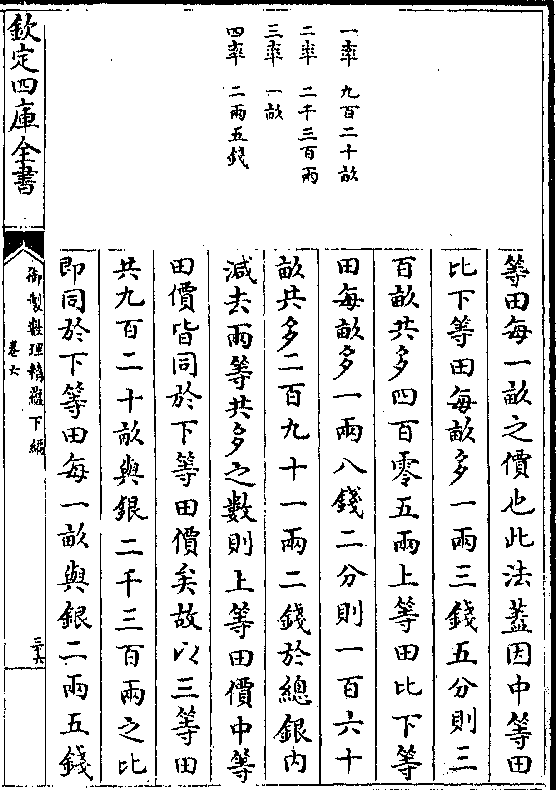 等田每一畝之價也此法葢因中等田
比下等田每畝多一兩三錢五分則三
百畝共多四百零五兩上等田比下等
田每畝多一兩八錢二分則一百六十
畝共多二百九十一兩二錢於總銀内
減去兩等共多之數則上等田價中等
田價皆同於下等田價矣故以三等田
共九百二十畝與銀二千三百兩之比
即同於下等田每一畝與銀二兩五錢
一率 九百二十畝
二率 二千三百兩
三率 一畝
四率 二兩五錢
欽定四庫全書
御製數理精蘊下編
卷六
三十六